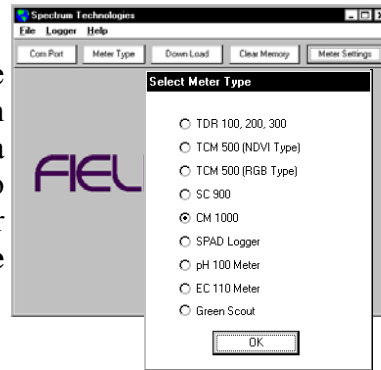 Spectrum Technologies
File Logger Help
Com Port Meter Type Down Load Clear Memory Meter Settings
Select Meter Type
TDR 100, 200, 300
TCM 500 (NDVI Type)
TCM 500 (RGB Type)
SC 900
CM 1000
SPAD Logger
pH 100 Meter
EC 110 Meter
Green Scout
OK